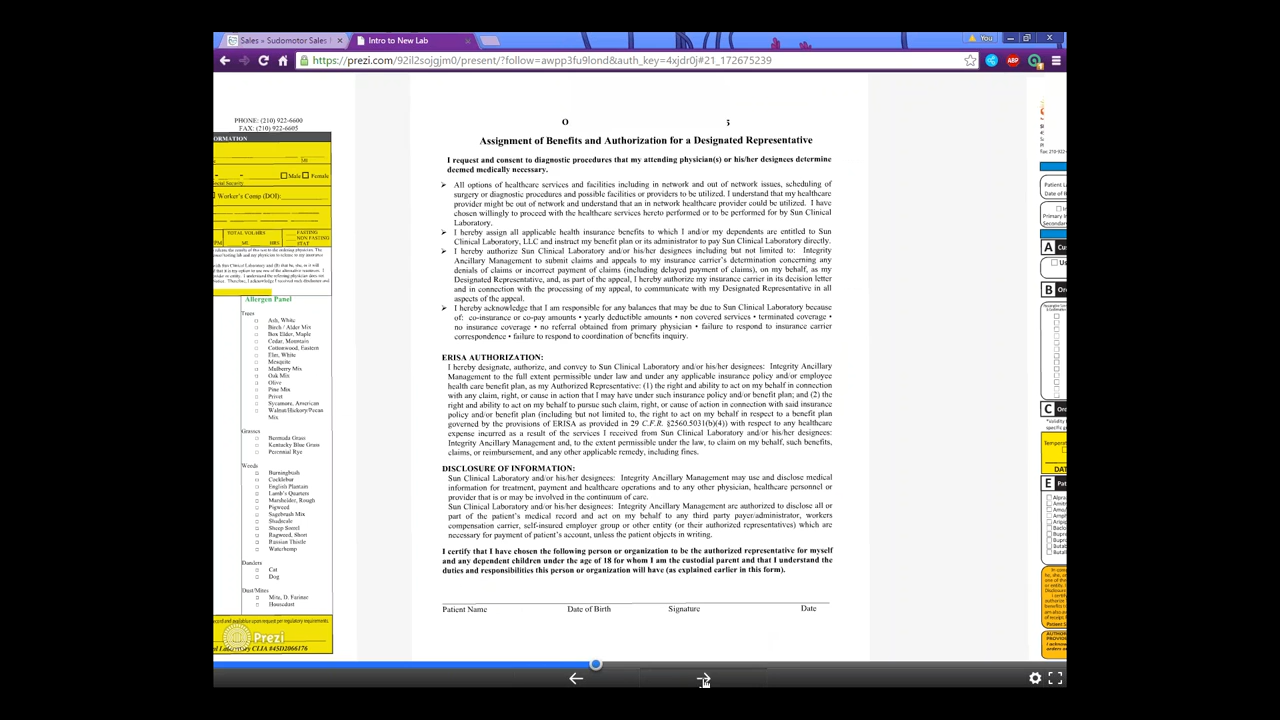 Sales » Sudomotor Sales
Intro to New Lab
You
https://prezi.com/92il2sojgjm0/present/?follow=awpp3fu9lond&auth_key=4xjdr0j#21_172675239
ABP
PHONE: (210) 922-6600
FAX: (210) 922-6605
ORMATION
Male Female
Worker's Comp (DOI):
TOTAL VOL/HRS
FASTING
NON FASTING
STAT
Allergen Panel
Trees
Ash, White
Birch / Alder Mix
Box Elder, Maple
Cedar, Mountain
Cottonwood, Eastern
Elm, White
Mesquite
Mulberry Mix
Oak Mix
Olive
Pine Mix
Privet
Sycamore, American
Walnut/Hickory/Pecan
Mix
Grasses
Bermuda Grass
Kentucky Blue Grass
Perennial Rye
Weeds
Burningbush
Cocklebur
English Plantain
Lamb's Quarters
Marshelder, Rough
Pigweed
Sagebrush Mix
Shadscale
Sheep Sorrel
Ragweed, Short
Russian Thistle
Waterhemp
Danders
Cat
Dog
Dust/Mites
Mite, D. Farinae
Housedust
Prezi
Laboratory CLIA #45D2066176
O 5
Assignment of Benefits and Authorization for a Designated Representative
I request and consent to diagnostic procedures that my attending physician(s) or his/her designees determine
deemed medically necessary.
➢ All options of healthcare services and facilities including in network and out of network issues, scheduling of
surgery or diagnostic procedures and possible facilities or providers to be utilized. I understand that my healthcare
provider might be out of network and understand that an in network healthcare provider could be utilized. I have
chosen willingly to proceed with the healthcare services hereto performed or to be performed by Sun Clinical
Laboratory.
➢ I hereby assign all applicable health insurance benefits to which I and/or my dependents are entitled to Sun
Clinical Laboratory, LLC and instruct my benefit plan or its administrator to pay Sun Clinical Laboratory directly.
➢ I hereby authorize Sun Clinical Laboratory and/or his/her designees including but not limited to: Integrity
Ancillary Management to submit claims and appeals to my insurance carrier's determination concerning any
denials of claims or incorrect payment of claims (including delayed payment of claims), on my behalf, as my
Designated Representative, and, as part of this appeal, I hereby authorize my insurance carrier in its decision letter
and in connection with the processing of my appeal, to communicate with my Designated Representative in all
aspects of the appeal.
➢ I hereby acknowledge that I am responsible for any balances that may be due to Sun Clinical Laboratory because
of: co-insurance or co-pay amounts • yearly deductible amounts • non covered services • terminated coverage •
no insurance coverage • no referral obtained from primary physician • failure to respond to insurance carrier
correspondence • failure to respond to coordination of benefits inquiry.
ERISA AUTHORIZATION:
I hereby designate, authorize, and convey to Sun Clinical Laboratory and/or his/her designees: Integrity Ancillary
Management to the full extent permissible under law and under any applicable insurance policy and/or employee
health care benefit plan, as my Authorized Representative: (1) the right and ability to act on my behalf in connection
with any claim, right, or cause in action that I may have under such insurance policy and/or benefit plan; and (2) the
right and ability to act on my behalf to pursue such claim, right, or cause of action in connection with said insurance
policy and/or benefit plan (including but not limited to, the right to act on my behalf in respect to a benefit plan
governed by the provisions of ERISA as provided in 29 C.F.R. §2560.5031(b)(4)) with respect to any healthcare
expense incurred as a result of the services I received from Sun Clinical Laboratory and/or his/her designees:
Integrity Ancillary Management and, to the extent permissible under the law, to claim on my behalf, such benefits,
claims, or reimbursement, and any other applicable remedy, including fines.
DISCLOSURE OF INFORMATION:
Sun Clinical Laboratory and/or his/her designees: Integrity Ancillary Management may use and disclose medical
information for treatment, payment and healthcare operations and to any other physician, healthcare personnel or
provider that is or may be involved in the continuum of care.
Sun Clinical Laboratory and/or his/her designees: Integrity Ancillary Management are authorized to disclose all or
part of the patient's medical record and act on my behalf to any third party payer/administrator, workers
compensation carrier, self-insured employer group or other entity (or their authorized representatives) which are
necessary for payment of patient's account, unless the patient objects in writing.
I certify that I have chosen the following person or organization to be the authorized representative for myself
and any dependent children under the age of 18 for whom I am the custodial parent and that I understand the
duties and responsibilities this person or organization will have (as explained earlier in this form).
Patient Name Date of Birth Signature Date
A
B
C
E